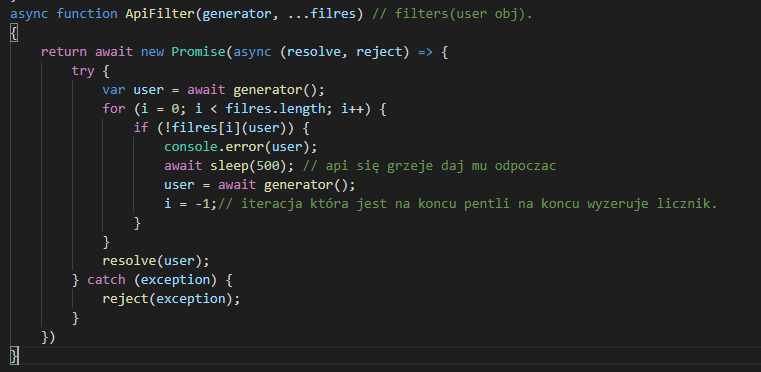 async function ApiFilter(generator, ...filres) // filters(user obj).
{
    return await new Promise(async (resolve, reject) => {
        try {
            var user = await generator();
            for (i = 0; i < filres.length; i++) {
                if (!filres[i](user)) {
                    console.error(user);
                    await sleep(500); // api się grzeje daj mu odpoczac
                    user = await generator();
                    i = -1;// iteracja która jest na koncu pentli na koncu wyzeruje licznik.
                }
            }
            resolve(user);
        } catch (exception) {
            reject(exception);
        }
    })
}